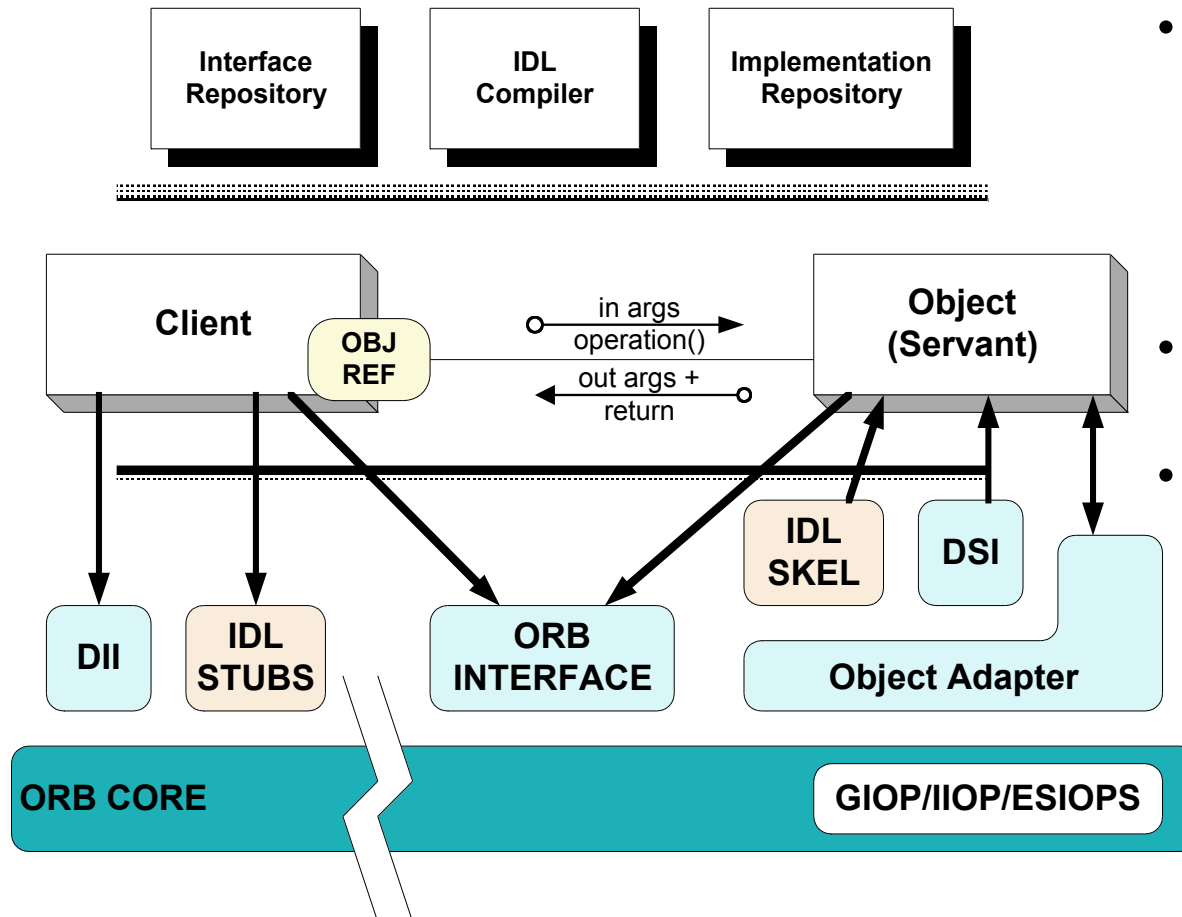 Interface
Repository
IDL
Compiler
Implementation
Repository
Client
OBJ
REF
in args
operation()
out args +
return
Object
(Servant)
DII
IDL
STUBS
ORB
INTERFACE
IDL
SKEL
DSI
Object Adapter
ORB CORE
GIOP/IIOP/ESIOPS